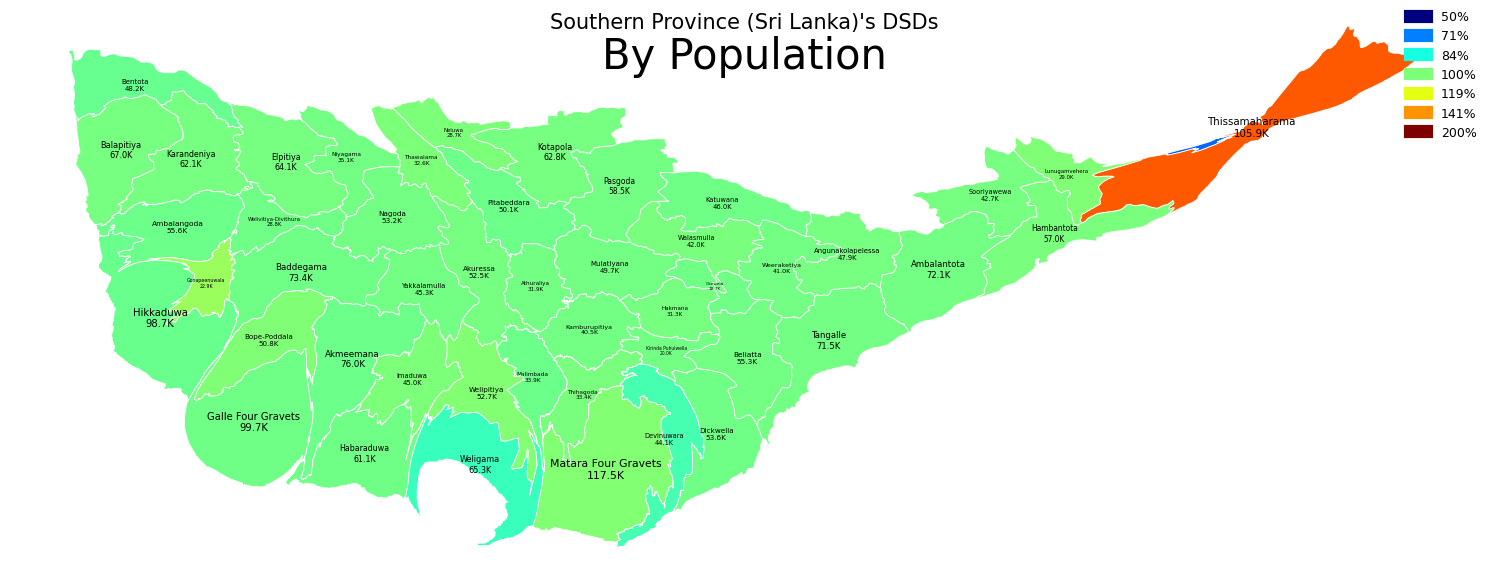 Southern Province (Sri Lanka)'s DSDs
By Population
50%
71%
84%
100%
119%
141%
200%
Bentota
48.2K
Balapitiya
67.0K
Karandeniya
62.1K
Elpitiya
64.1K
Niyagama
35.1K
Thawalama
32.6K
Neluwa
28.7K
Kotapola
62.8K
Pasgoda
58.5K
Thissamaharama
105.9K
Lunugamvehera
29.0K
Sooriyawewa
42.7K
Hambantota
57.0K
Ambalangoda
55.6K
Welivitiya-Divithura
28.8K
Nagoda
53.2K
Pitabeddara
50.1K
Katuwana
46.0K
Walasmulla
42.0K
Angunakolapelessa
47.9K
Weeraketiya
41.0K
Ambalantota
72.1K
Baddegama
73.4K
Gonapeenuwala
22.9K
Yakkalamulla
45.3K
Akuressa
52.5K
Athuraliya
31.9K
Mulatiyana
49.7K
Hakmana
31.3K
Hikkaduwa
98.7K
Bope-Poddala
50.8K
Akmeemana
76.0K
Kamburupitiya
40.5K
Kirinda Puhulwella
20.0K
Beliatta
55.3K
Tangalle
71.5K
Imaduwa
45.0K
Welipitiya
52.7K
Malimbada
33.9K
Thihagoda
33.4K
Galle Four Gravets
99.7K
Habaraduwa
61.1K
Weligama
65.3K
Matara Four Gravets
117.5K
Devinuwara
44.1K
Dickwella
53.6K